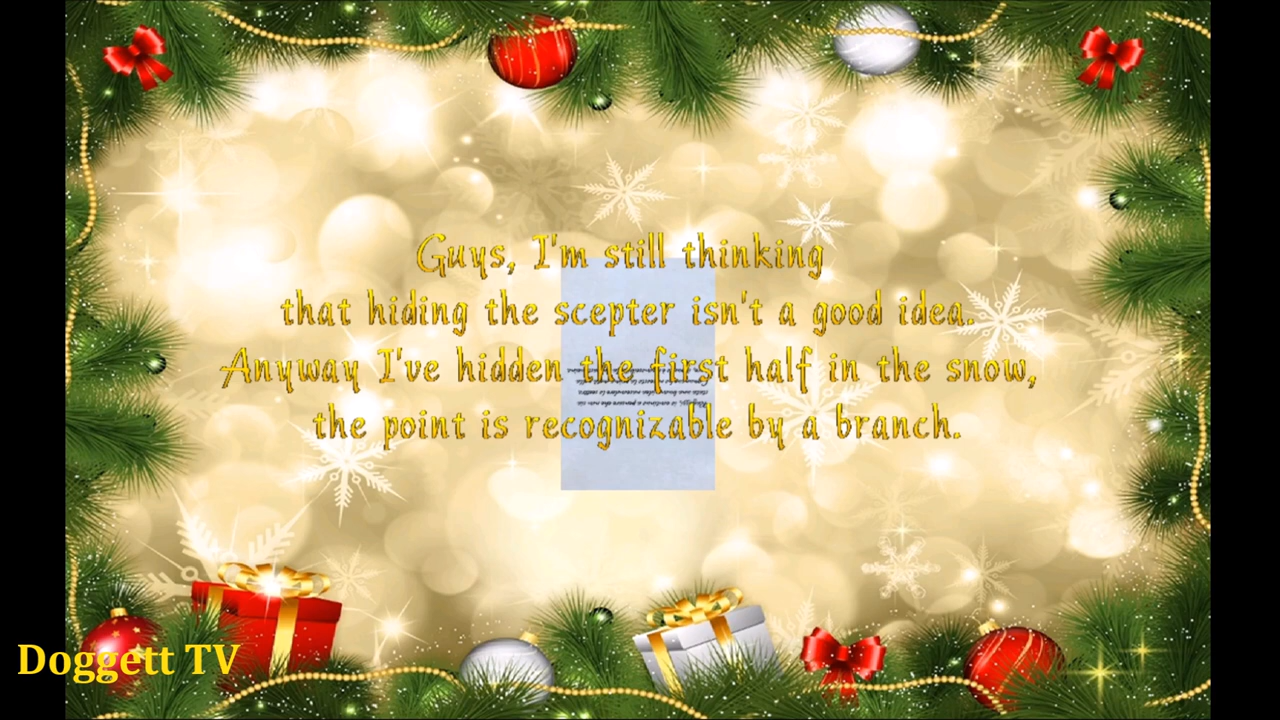 Guys, I'm still thinking
that hiding the scepter isn't a good idea.
Anyway I've hidden the first half in the snow,
the point is recognizable by a branch.
Doggett TV